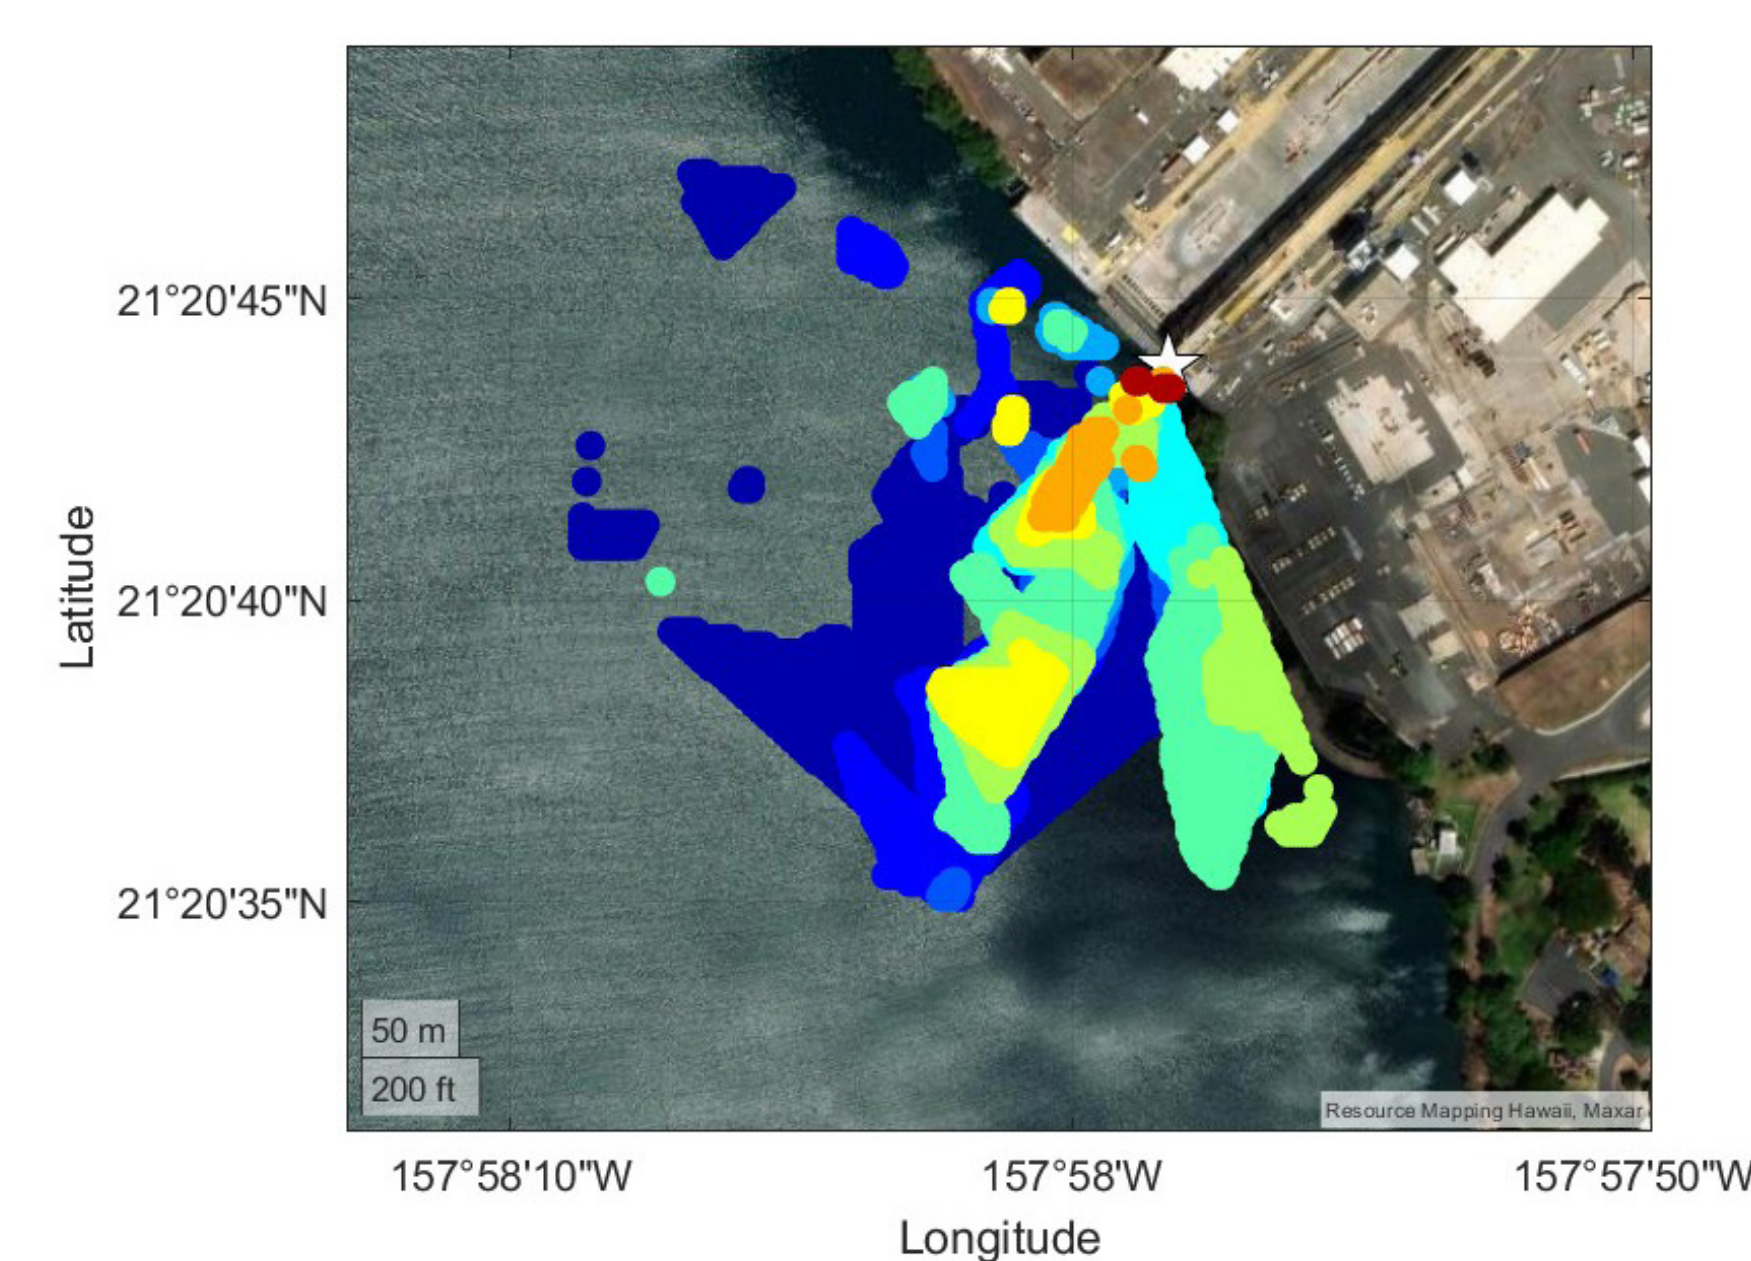 21°20'45"N
21°20'40"N
21°20'35"N
Latitude
50 m
200 ft
Resource Mapping Hawaii, Maxar
157°58'10"W
157°58'W
157°57'50"W
Longitude